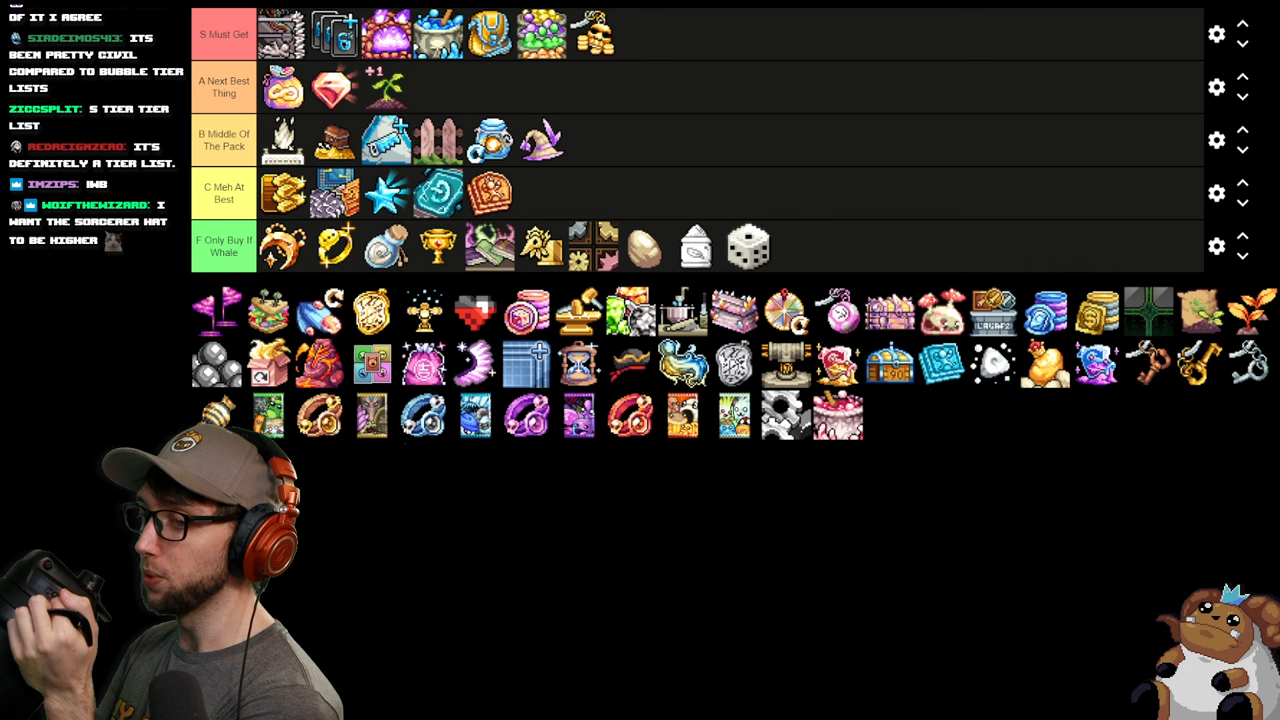 OF IT I AGREE
SIRDEIMOS413: ITS
BEEN PRETTY CIVIL
COMPARED TO BUBBLE TIER
LISTS
ZIGGSPLIT: S TIER TIER
LIST
REDREIGNZERO: IT'S
DEFINITELY A TIER LIST.
IMZIPS: IWB
WOIFTHEWIZARD: I
WANT THE SORCERER HAT
TO BE HIGHER
S Must Get
A Next Best
Thing
+1
B Middle Of
The Pack
C Meh At
Best
F Only Buy If
Whale